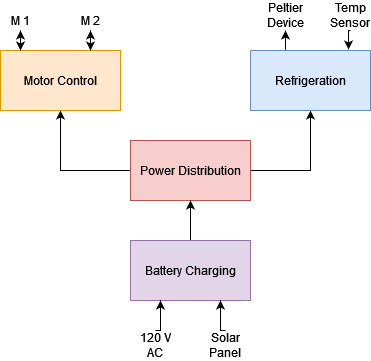 M 1
M 2
Peltier
Device
Temp
Sensor
Motor Control
Refrigeration
Power Distribution
Battery Charging
120 V
AC
Solar
Panel